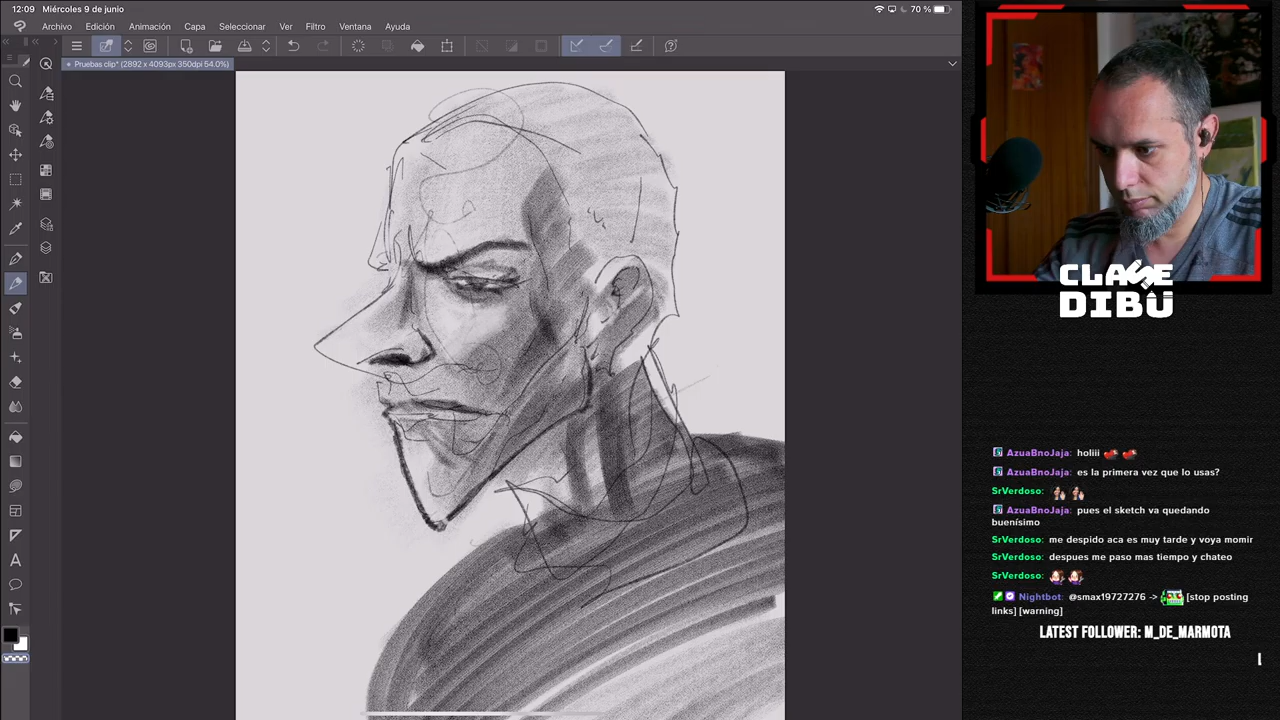 12:09 Miércoles 9 de junio
70 %
Archivo Edición Animación Capa Seleccionar Ver Filtro Ventana Ayuda
Pruebas clip* (2892 x 4093px 350dpi 54.0%)
CLASE
DIBU
AzuaBnoJaja: holiii
AzuaBnoJaja: es la primera vez que lo usas?
SrVerdoso:
AzuaBnoJaja: pues el sketch va quedando
buenísimo
SrVerdoso: me despido aca es muy tarde y voya momir
SrVerdoso: despues me paso mas tiempo y chateo
SrVerdoso:
Nightbot: @smax19727276 -> [stop posting
links] [warning]
LATEST FOLLOWER: M_DE_MARMOTA